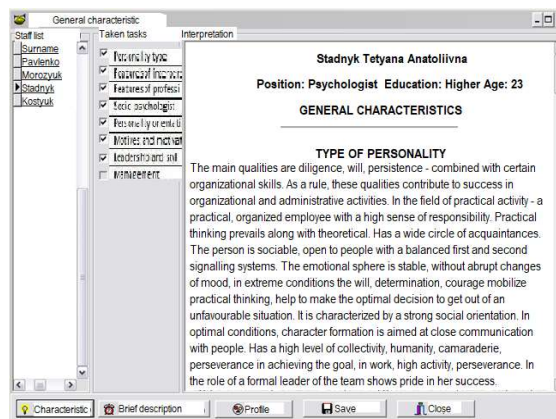 General characteristic
Staff list
Taken tasks
Interpretation
Surname
Pavlenko
Morozyuk
Stadnyk
Kostyuk
Personality type
Features of
Features of professi
Socio psychologist
Personality orientati
Motives and motivat
Leadership and
Management
Stadnyk Tetyana Anatoliivna
Position: Psychologist Education: Higher Age: 23
GENERAL CHARACTERISTICS
TYPE OF PERSONALITY
The main qualities are diligence, will, persistence - combined with certain
organizational skills. As a rule, these qualities contribute to success in
organizational and administrative activities. In the field of practical activity - a
practical, organized employee with a high sense of responsibility. Practical
thinking prevails along with theoretical. Has a wide circle of acquaintances.
The person is sociable, open to people with a balanced first and second
signalling systems. The emotional sphere is stable, without abrupt changes
of mood, in extreme conditions the will, determination, courage mobilize
practical thinking, help to make the optimal decision to get out of an
unfavourable situation. It is characterized by a strong social orientation. In
optimal conditions, character formation is aimed at close communication
with people. Has a high level of collectivity, humanity, camaraderie,
perseverance in achieving the goal, in work, high activity, perseverance. In
the role of a formal leader of the team shows pride in her success.
Characteristic
Brief description
Profile
Save
Close